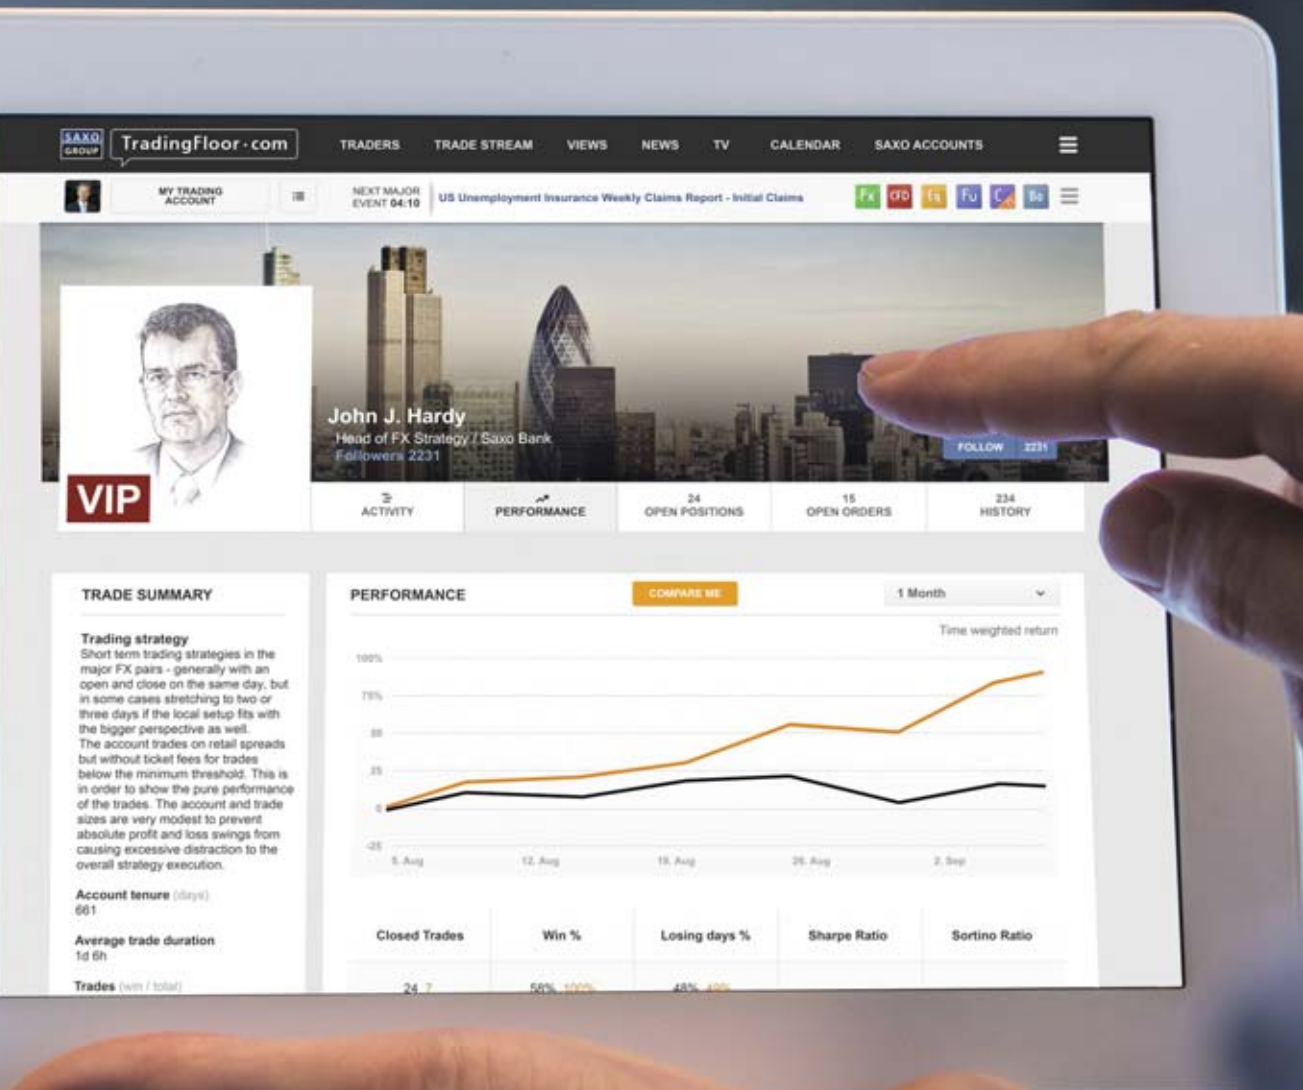 SAXO
GROUP
TradingFloor·com
TRADERS
TRADE STREAM
VIEWS
NEWS
TV
CALENDAR
SAXO ACCOUNTS
MY TRADING
ACCOUNT
NEXT MAJOR
EVENT 04:10
US Unemployment Insurance Weekly Claims Report - Initial Claims
Fx
CFD
Eq
Fu
C
Bo
John J. Hardy
Head of FX Strategy / Saxo Bank
Followers 2231
FOLLOW 2231
VIP
ACTIVITY
PERFORMANCE
24
OPEN POSITIONS
15
OPEN ORDERS
234
HISTORY
TRADE SUMMARY
Trading strategy
Short term trading strategies in the
major FX pairs - generally with an
open and close on the same day, but
in some cases stretching to two or
three days if the local setup fits with
the bigger perspective as well.
The account trades on retail spreads
but without ticket fees for trades
below the minimum threshold. This is
in order to show the pure performance
of the trades. The account and trade
sizes are very modest to prevent
absolute profit and loss swings from
causing excessive distraction to the
overall strategy execution.
Account tenure (days)
661
Average trade duration
1d 6h
Trades (win / total)
PERFORMANCE
COMPARE ME
1 Month
Time weighted return
100%
75%
50
25
0
-25
5. Aug
12. Aug
19. Aug
26. Aug
2. Sep
Closed Trades
Win %
Losing days %
Sharpe Ratio
Sortino Ratio
24 7
58% 100%
48% 49%